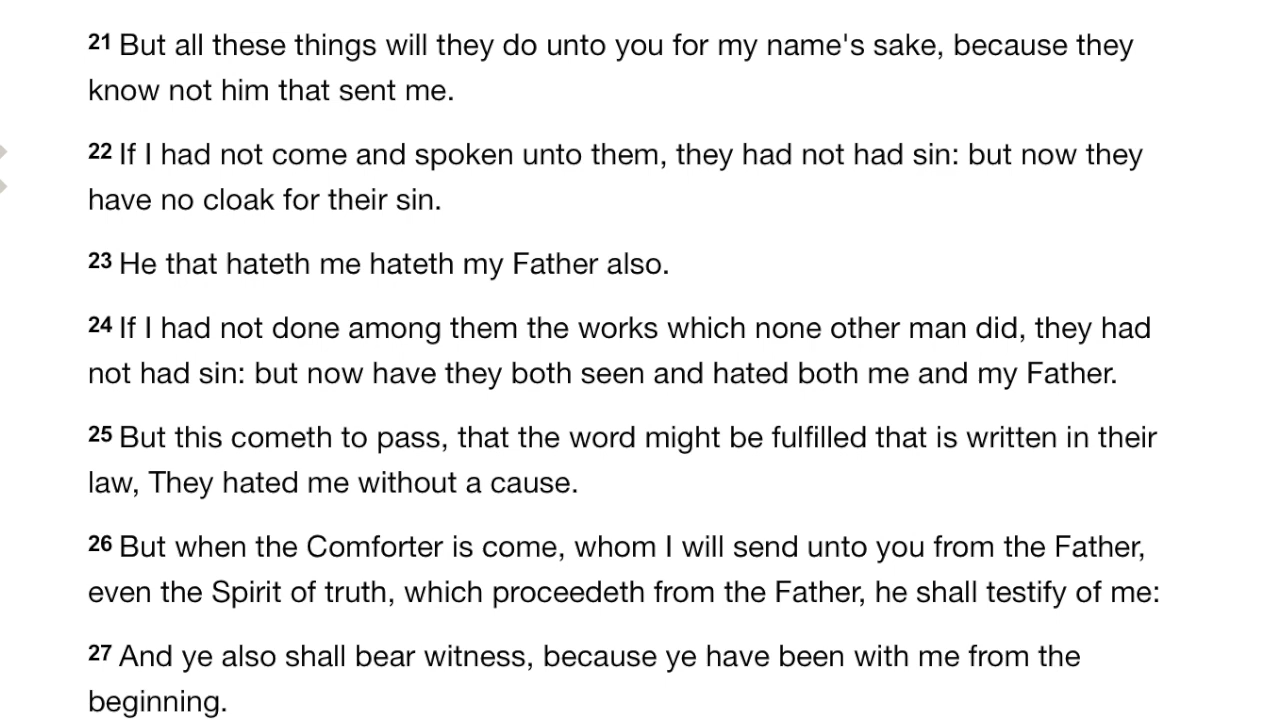 21 But all these things will they do unto you for my name's sake, because they
know not him that sent me.
22 If I had not come and spoken unto them, they had not had sin: but now they
have no cloak for their sin.
23 He that hateth me hateth my Father also.
24 If I had not done among them the works which none other man did, they had
not had sin: but now have they both seen and hated both me and my Father.
25 But this cometh to pass, that the word might be fulfilled that is written in their
law, They hated me without a cause.
26 But when the Comforter is come, whom I will send unto you from the Father,
even the Spirit of truth, which proceedeth from the Father, he shall testify of me:
27 And ye also shall bear witness, because ye have been with me from the
beginning.